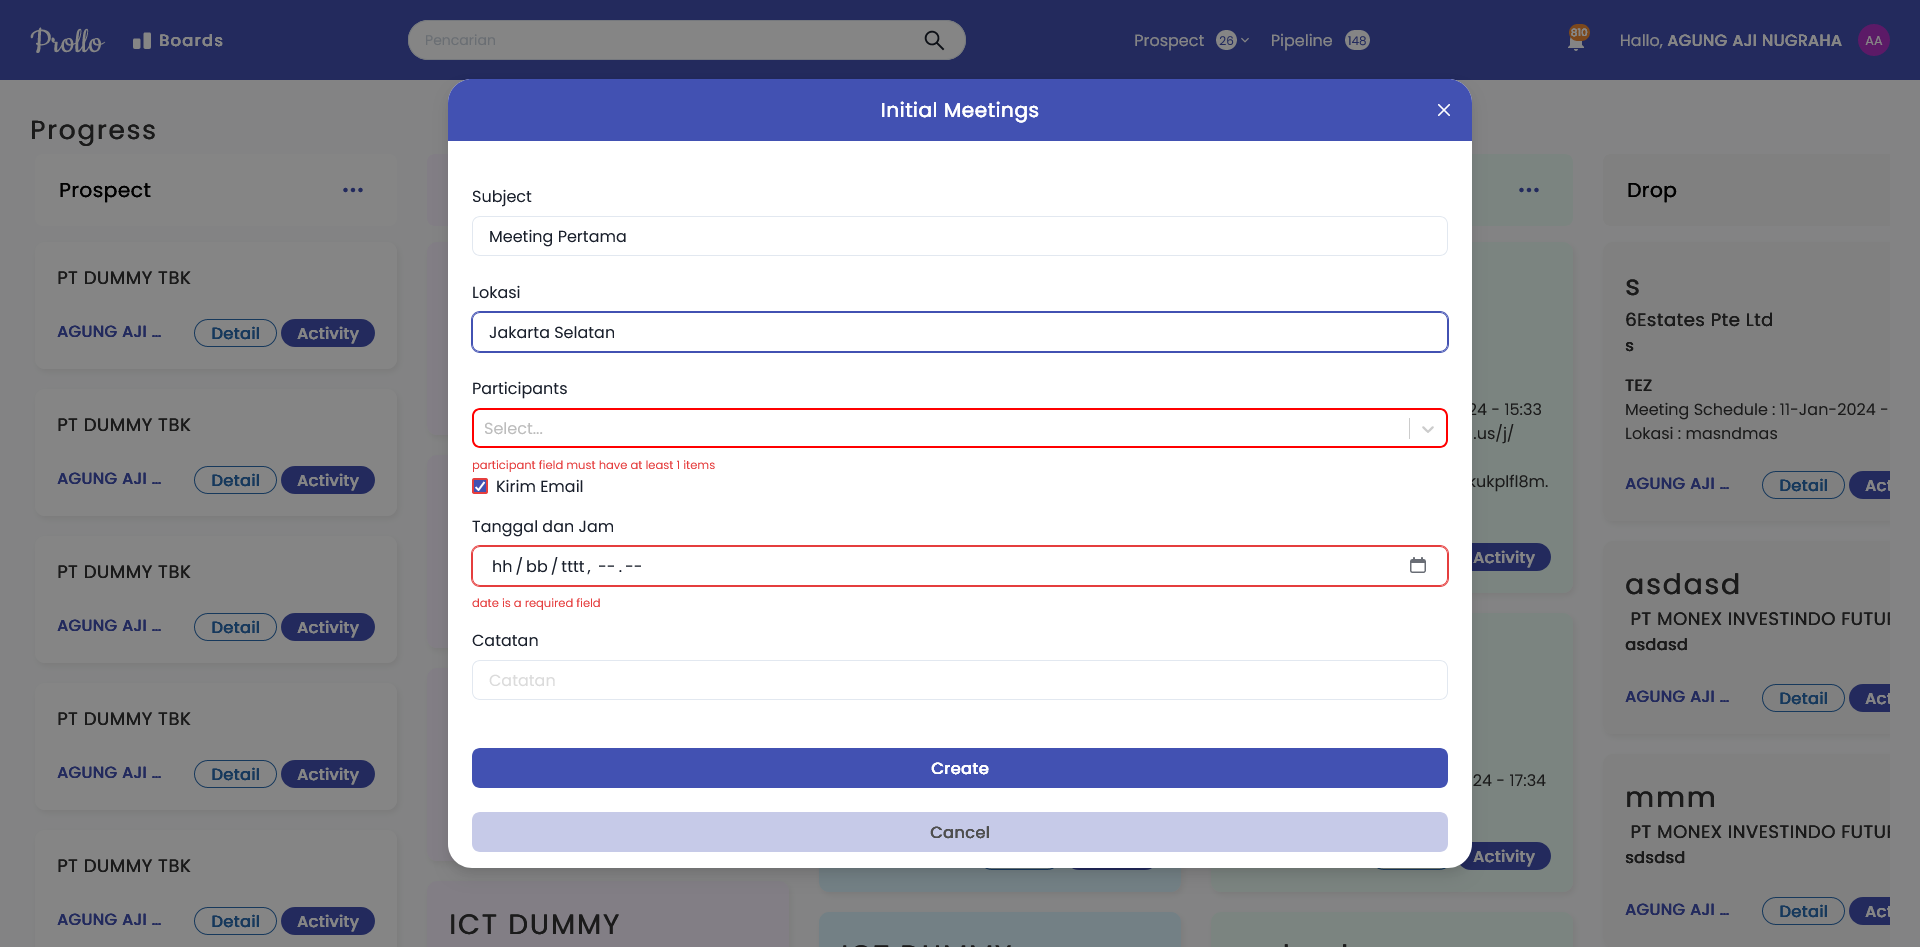 Prollo
Boards
Pencarian
Prospect 26
Pipeline 148
810
Hallo, AGUNG AJI NUGRAHA
AA
Initial Meetings
Subject
Meeting Pertama
Lokasi
Jakarta Selatan
Participants
Select...
participant field must have at least 1 items
Kirim Email
Tanggal dan Jam
hh / bb / tttt , -- . --
date is a required field
Catatan
Catatan
Create
Cancel
Progress
Prospect
PT DUMMY TBK
AGUNG AJI ...
Detail
Activity
PT DUMMY TBK
AGUNG AJI ...
Detail
Activity
PT DUMMY TBK
AGUNG AJI ...
Detail
Activity
PT DUMMY TBK
AGUNG AJI ...
Detail
Activity
PT DUMMY TBK
AGUNG AJI ...
Detail
Activity
ICT DUMMY
24 - 15:33
.us/j/
kukplfl8m.
Activity
24 - 17:34
Activity
Drop
S
6Estates Pte Ltd
s
TEZ
Meeting Schedule : 11-Jan-2024 -
Lokasi : masndmas
AGUNG AJI ...
Detail
Act
asdasd
PT MONEX INVESTINDO FUTUI
asdasd
AGUNG AJI ...
Detail
Act
mmm
PT MONEX INVESTINDO FUTUI
sdsdsd
AGUNG AJI ...
Detail
Act